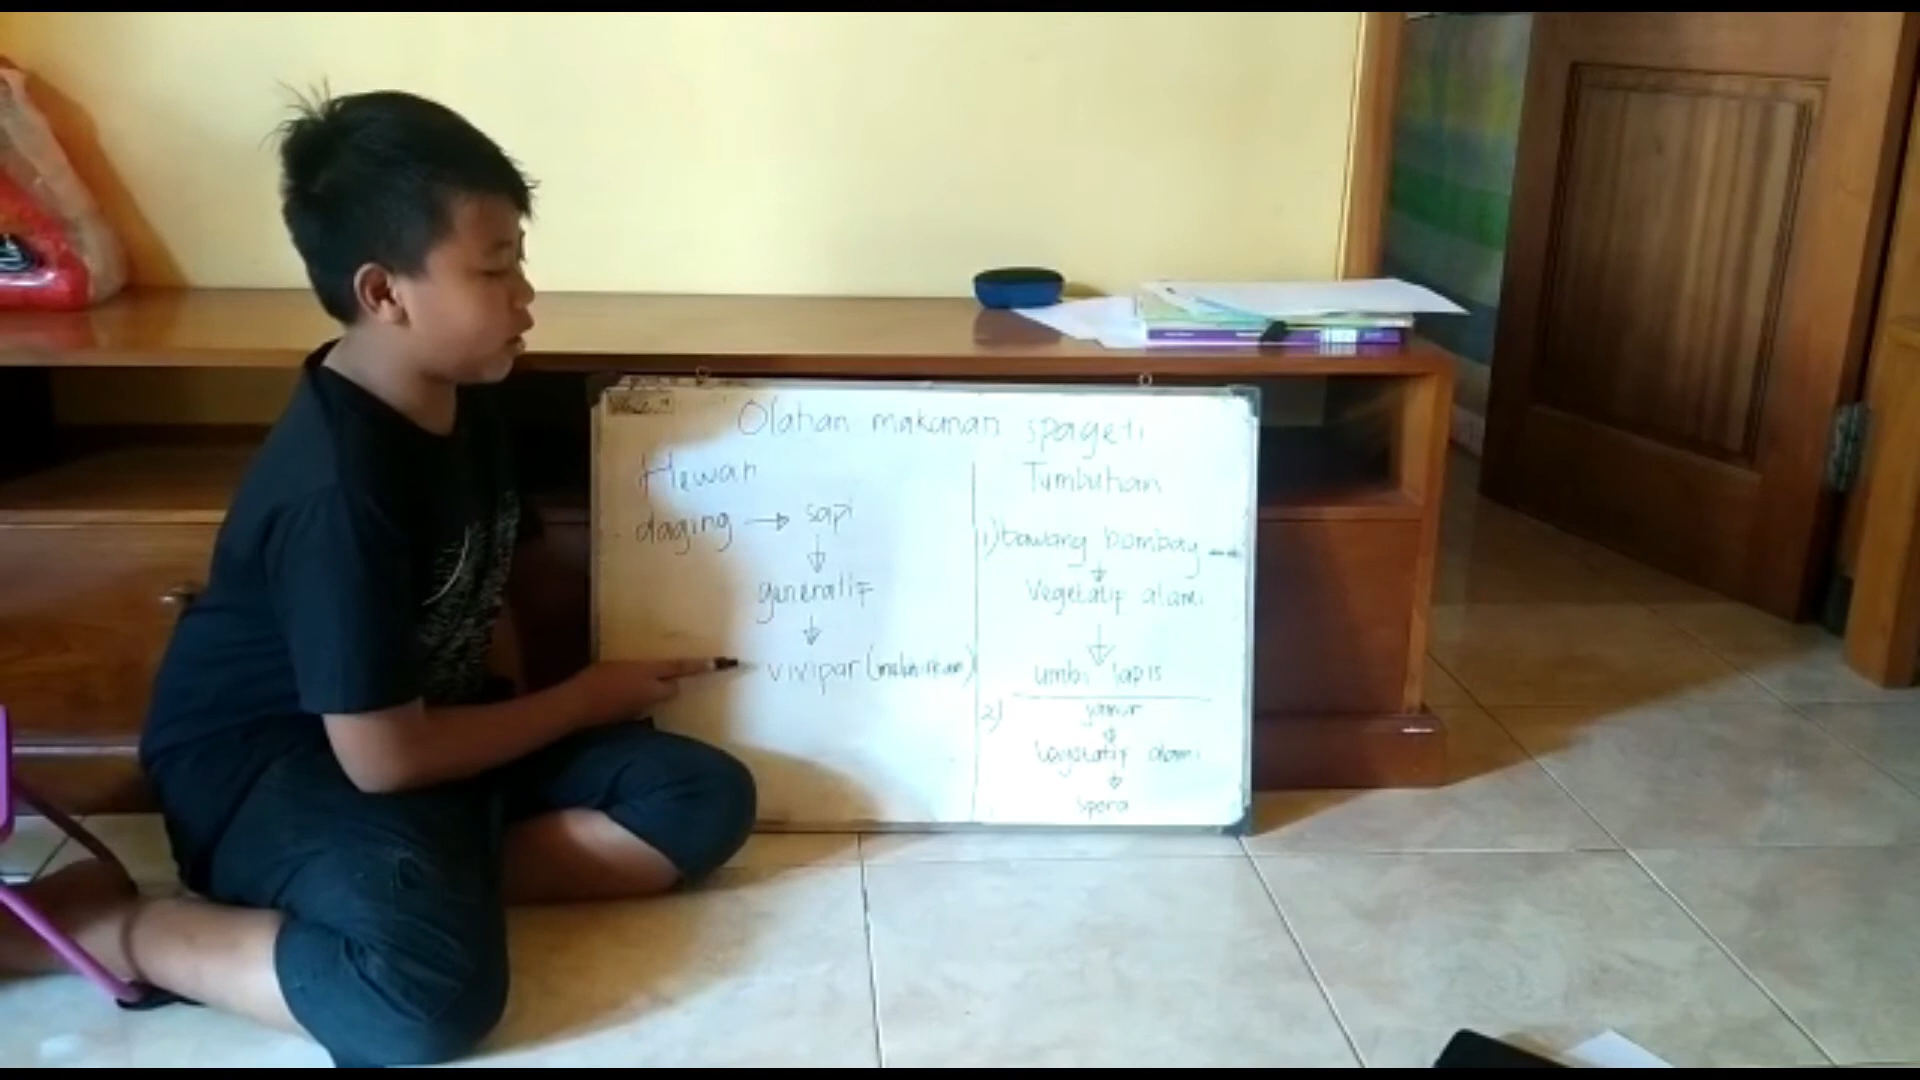 Olahan makanan spageti
Hewan
daging → sapi
↓
generatif
↓
vivipar (melahirkan)
Tumbuhan
1) bawang bombay →
↓
Vegetatif alami
↓
umbi lapis
2) jamur
↓
Vegetatif alami
↓
spora